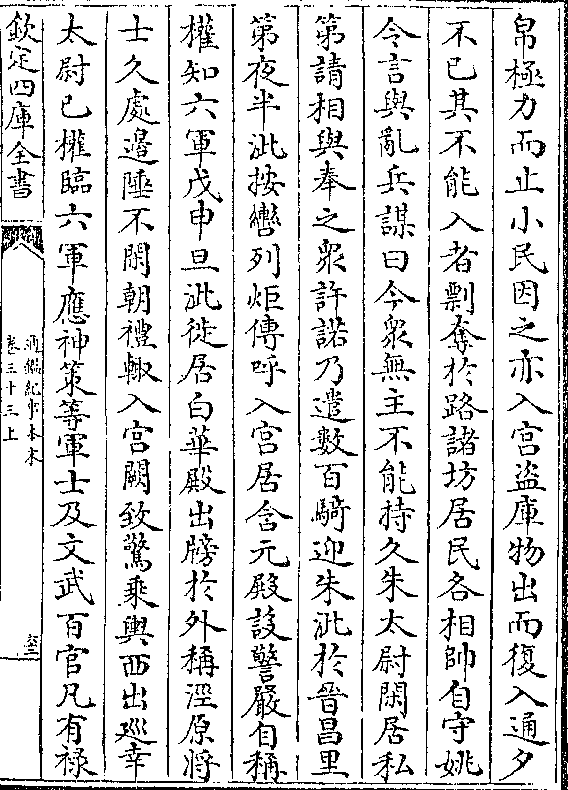 帛極力而止小民因之亦入宮盜庫物出而復入通夕
不已其不能入者剽奪於路諸坊居民各相帥自守姚
令言與亂兵謀曰今衆無主不能持久朱太尉閑居私
第請相與奉之衆許諾乃遣數百騎迎朱泚於晉昌里
第夜半泚按轡列炬傳呼入宮居含元殿設警嚴自稱
權知六軍戊申旦泚徙居白華殿出牓於外稱涇原將
士久處邉陲不閑朝禮輒入宮闕致驚乘輿西出廵幸
太尉已權臨六軍應神策等軍士及文武百官凡有禄
欽定四庫全書
通鑑紀事本末
卷三十三上